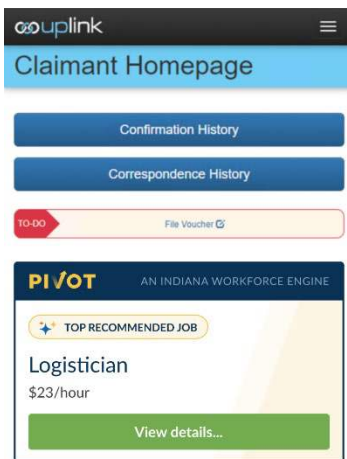 uplink
Claimant Homepage
Confirmation History
Correspondence History
TO-DO
File Voucher
PIVOT AN INDIANA WORKFORCE ENGINE
TOP RECOMMENDED JOB
Logistician
$23/hour
View details...